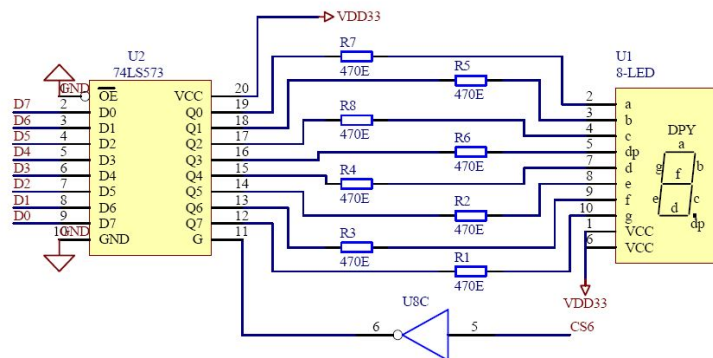 VDD33
U2
74LS573
R7
470E
R5
470E
R8
470E
R6
470E
R4
470E
R2
470E
R3
470E
R1
470E
U1
8-LED
GND
1 OE VCC 20
D7 2 D0 Q0 19
D6 3 D1 Q1 18
D5 4 D2 Q2 17
D4 5 D3 Q3 16
D3 6 D4 Q4 15
D2 7 D5 Q5 14
D1 8 D6 Q6 13
D0 9 D7 Q7 12
GND 10 GND G 11
2 a
3 b
4 c
5 dp
7 d
8 e
9 f
10 g
1 VCC
6 VCC
DPY
a
g f b
e d c
dp
VDD33
U8C
6 5 CS6